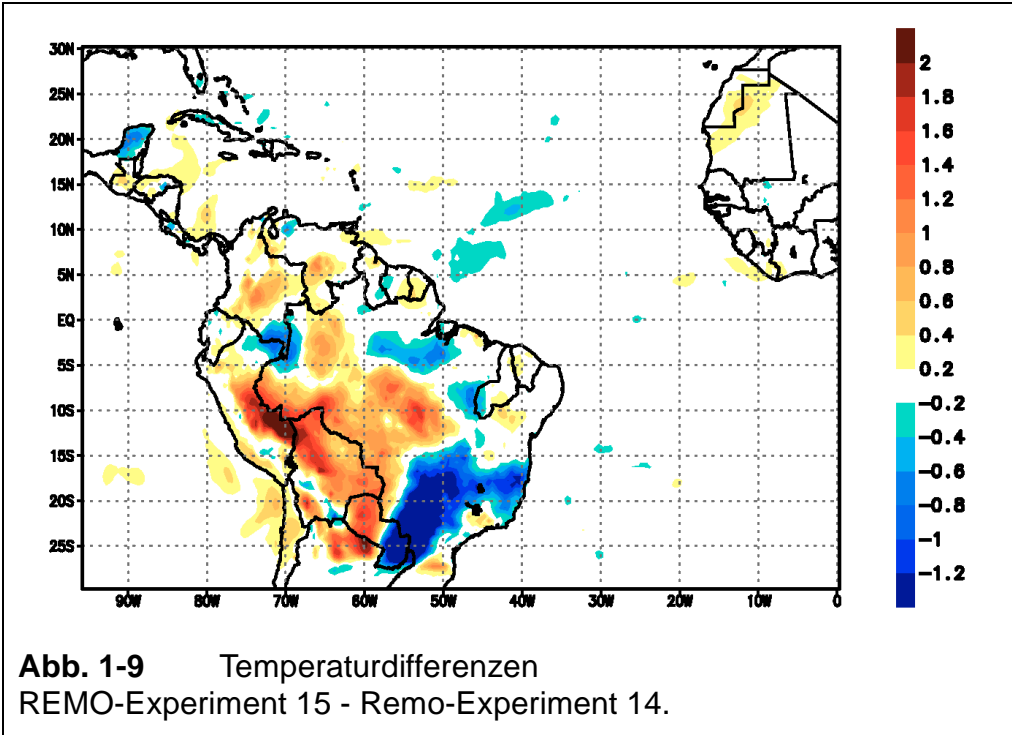 30N
25N
20N
15N
10N
5N
EQ
5S
10S
15S
20S
25S
90W
80W
70W
60W
50W
40W
30W
20W
10W
0
2
1.8
1.6
1.4
1.2
1
0.8
0.6
0.4
0.2
−0.2
−0.4
−0.6
−0.8
−1
−1.2
Abb. 1-9 Temperaturdifferenzen
REMO-Experiment 15 - Remo-Experiment 14.